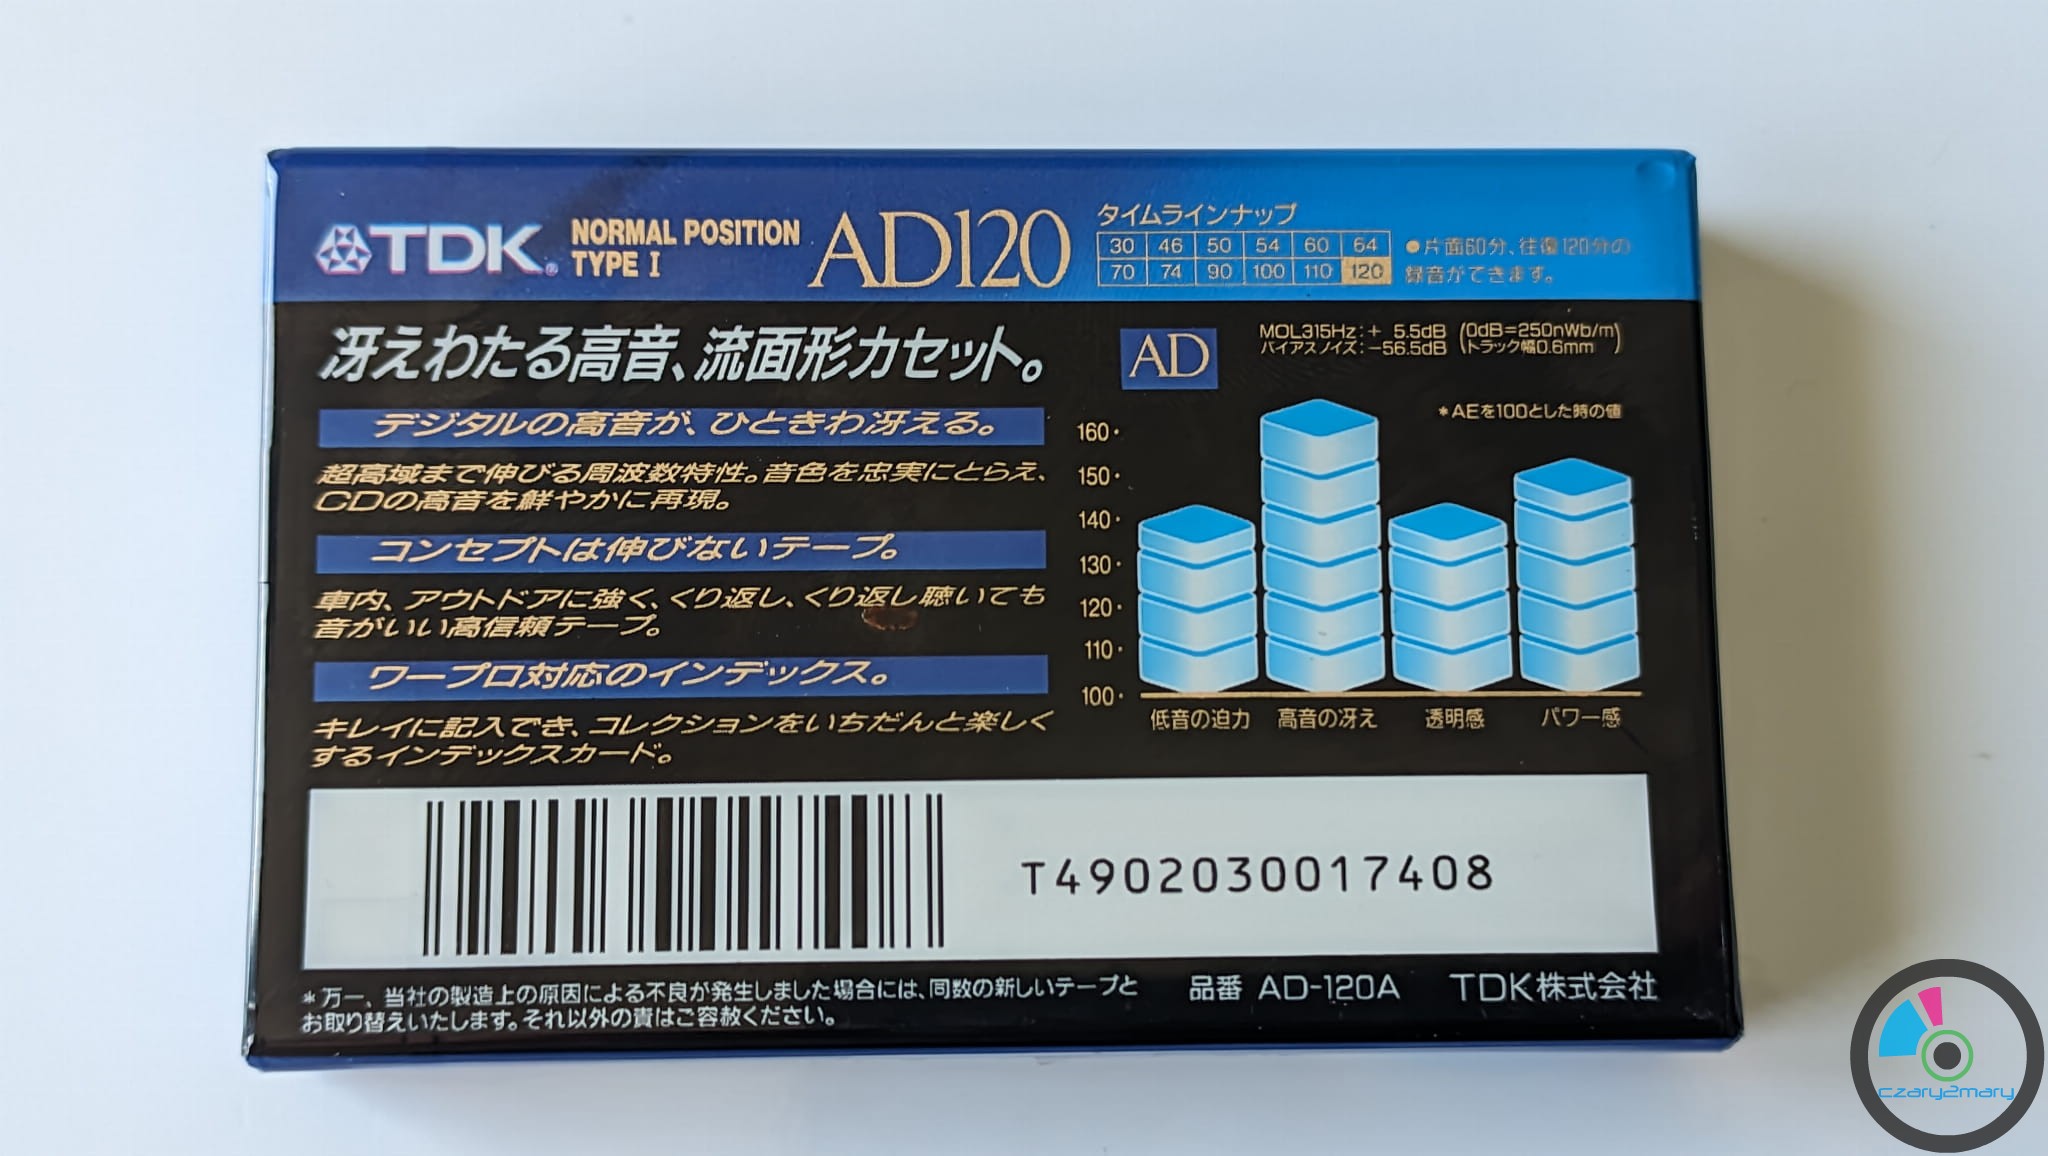 TDK® NORMAL POSITION
TYPE I
AD120
タイムラインナップ
30 46 50 54 60 64
70 74 90 100 110 120
●片面60分、往復120分の
録音ができます。
冴えわたる高音、流面形カセット。
デジタルの高音が、ひときわ冴える。
超高域まで伸びる周波数特性。音色を忠実にとらえ、
CDの高音を鮮やかに再現。
コンセプトは伸びないテープ。
車内、アウトドアに強く、くり返し、くり返し聴いても
音がいい高信頼テープ。
ワープロ対応のインデックス。
キレイに記入でき、コレクションをいちだんと楽しく
するインデックスカード。
AD
MOL315Hz:+ 5.5dB (0dB=250nWb/m)
バイアスノイズ:−56.5dB (トラック幅0.6mm)
*AEを100とした時の値
160
150
140
130
120
110
100
低音の迫力 高音の冴え 透明感 パワー感
T4902030017408
*万一、当社の製造上の原因による不良が発生しました場合には、同数の新しいテープと
お取り替えいたします。それ以外の責はご容赦ください。
品番 AD-120A TDK株式会社
czary2mary